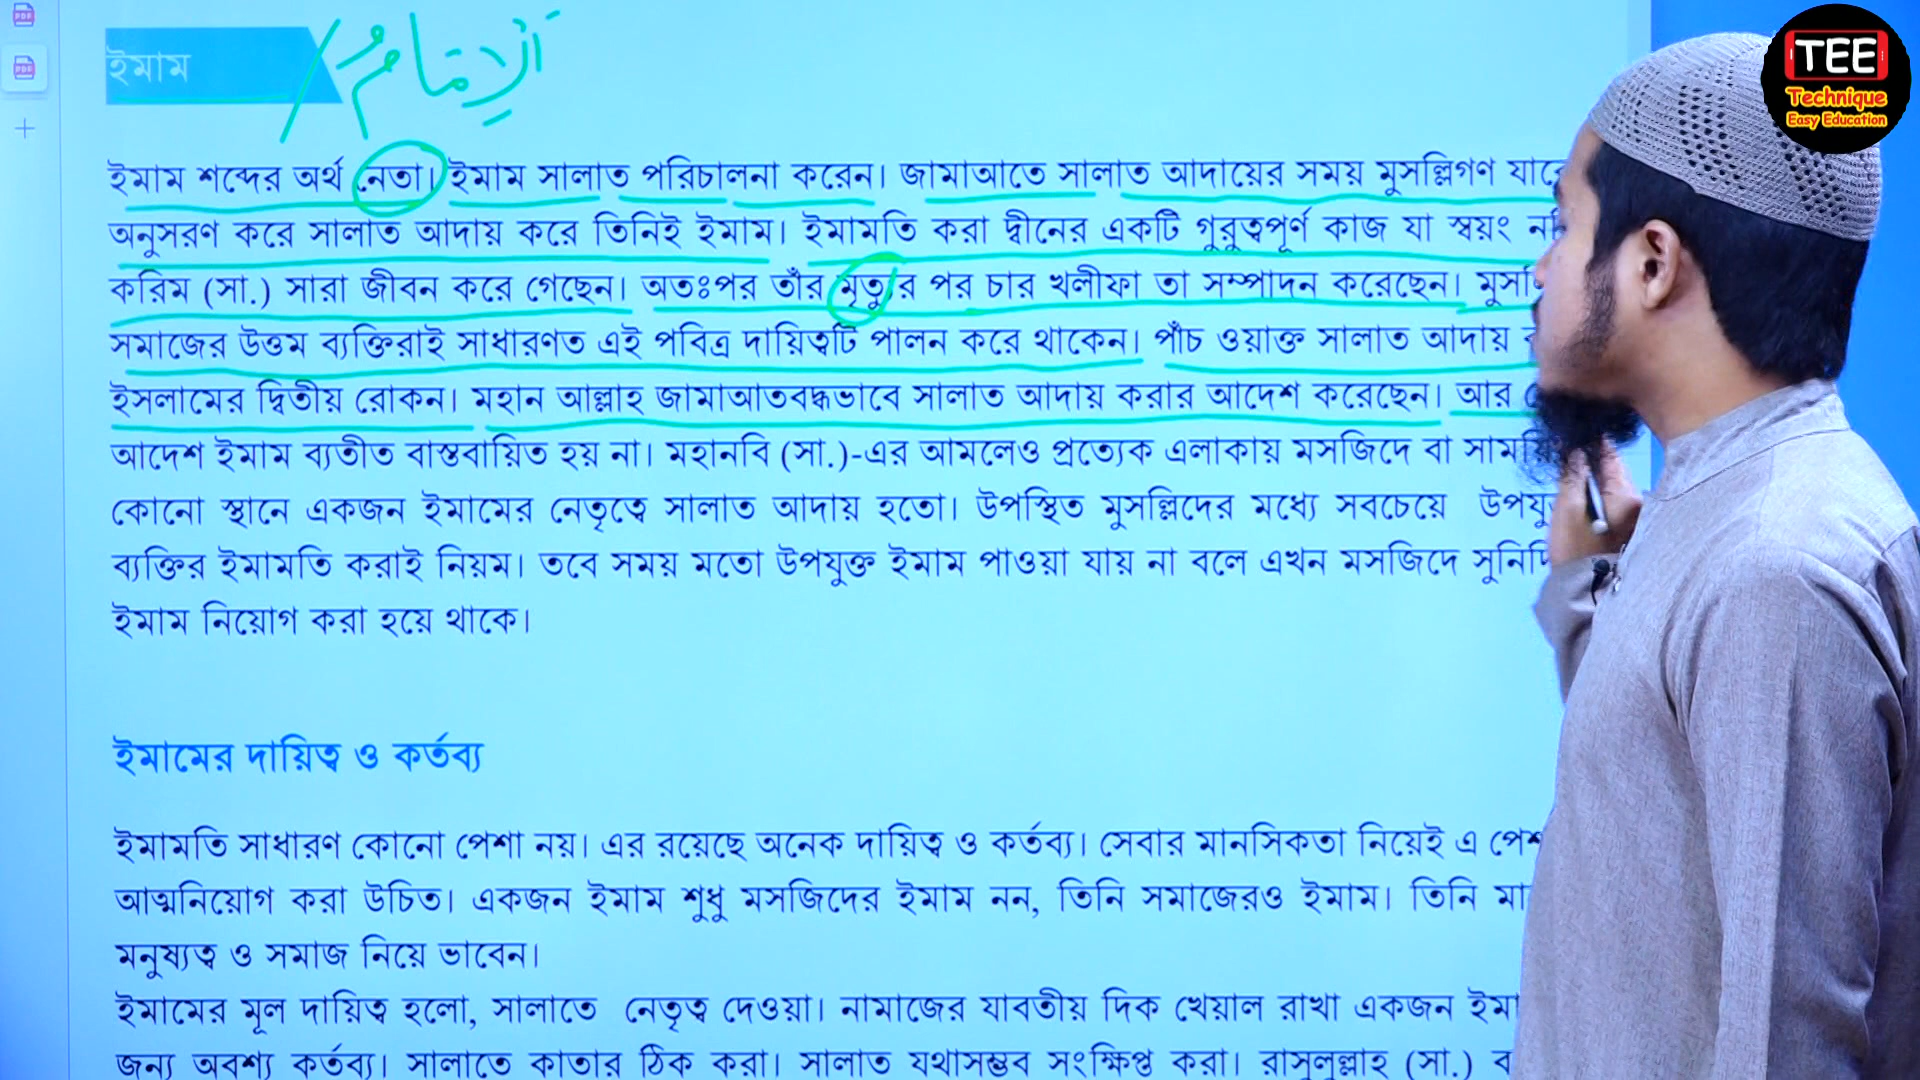 ইমাম
اَلْاِمَامُ
TEE
Technique
Easy Education
ইমাম শব্দের অর্থ নেতা। ইমাম সালাত পরিচালনা করেন। জামাআতে সালাত আদায়ের সময় মুসল্লিগণ
অনুসরণ করে সালাত আদায় করে তিনিই ইমাম। ইমামতি করা দ্বীনের একটি গুরুত্বপূর্ণ কাজ যা স্বয়ং
করিম (সা.) সারা জীবন করে গেছেন। অতঃপর তাঁর মৃত্যুর পর চার খলীফা তা সম্পাদন করেছেন।
সমাজের উত্তম ব্যক্তিরাই সাধারণত এই পবিত্র দায়িত্বটি পালন করে থাকেন। পাঁচ ওয়াক্ত সালাত আদায়
ইসলামের দ্বিতীয় রোকন। মহান আল্লাহ জামাআতবদ্ধভাবে সালাত আদায় করার আদেশ করেছেন। আর
আদেশ ইমাম ব্যতীত বাস্তবায়িত হয় না। মহানবি (সা.)-এর আমলেও প্রত্যেক এলাকায় মসজিদে বা
কোনো স্থানে একজন ইমামের নেতৃত্বে সালাত আদায় হতো। উপস্থিত মুসল্লিদের মধ্যে সবচেয়ে
ব্যক্তির ইমামতি করাই নিয়ম। তবে সময় মতো উপযুক্ত ইমাম পাওয়া যায় না বলে এখন মসজিদে
ইমাম নিয়োগ করা হয়ে থাকে।
ইমামের দায়িত্ব ও কর্তব্য
ইমামতি সাধারণ কোনো পেশা নয়। এর রয়েছে অনেক দায়িত্ব ও কর্তব্য। সেবার মানসিকতা নিয়েই এ
আত্মনিয়োগ করা উচিত। একজন ইমাম শুধু মসজিদের ইমাম নন, তিনি সমাজেরও ইমাম। তিনি
মনুষ্যত্ব ও সমাজ নিয়ে ভাবেন।
ইমামের মূল দায়িত্ব হলো, সালাতে নেতৃত্ব দেওয়া। নামাজের যাবতীয় দিক খেয়াল রাখা একজন
জন্য অবশ্য কর্তব্য। সালাতে কাতার ঠিক করা। সালাত যথাসম্ভব সংক্ষিপ্ত করা। রাসুলুল্লাহ (সা.)